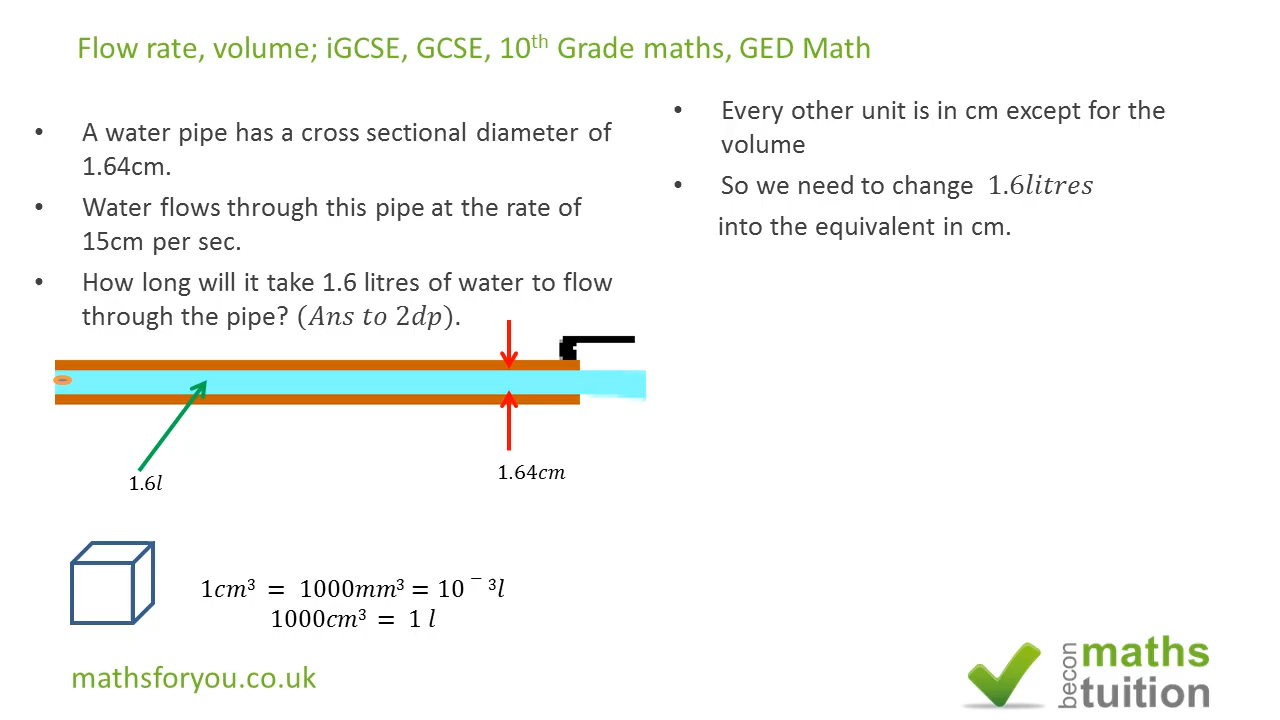 Flow rate, volume; iGCSE, GCSE, 10th Grade maths, GED Math
• A water pipe has a cross sectional diameter of
1.64cm.
• Water flows through this pipe at the rate of
15cm per sec.
• How long will it take 1.6 litres of water to flow
through the pipe? (Ans to 2dp).
1.6l
1.64cm
1cm³ = 1000mm³ = 10⁻³l
1000cm³ = 1 l
mathsforyou.co.uk
• Every other unit is in cm except for the
volume
• So we need to change 1.6litres
into the equivalent in cm.
becon
maths
tuition